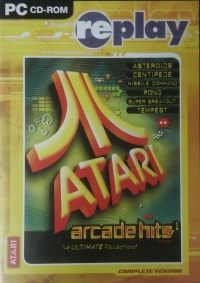 PC CD-ROM
replay
ASTEROIDS
CENTIPEDE
MISSILE COMMAND
PONG
SUPER BREAKOUT
TEMPEST
ATARI
arcade hits
ULTIMATE Collection!
ATARI
COMPLETE VERSION